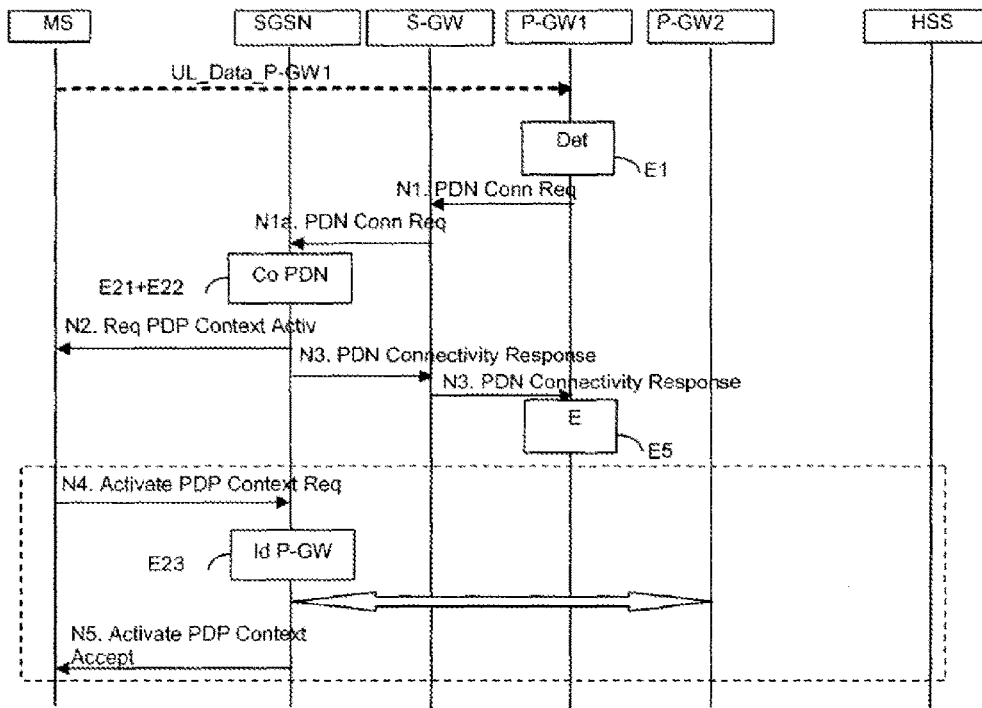 MS SGSN S-GW P-GW1 P-GW2 HSS
UL_Data_P-GW1
Det
E1
N1. PDN Conn Req
N1a. PDN Conn Req
Co PDN
E21+E22
N2. Req PDP Context Activ
N3. PDN Connectivity Response
N3. PDN Connectivity Response
E
E5
N4. Activate PDP Context Req
Id P-GW
E23
N5. Activate PDP Context
Accept